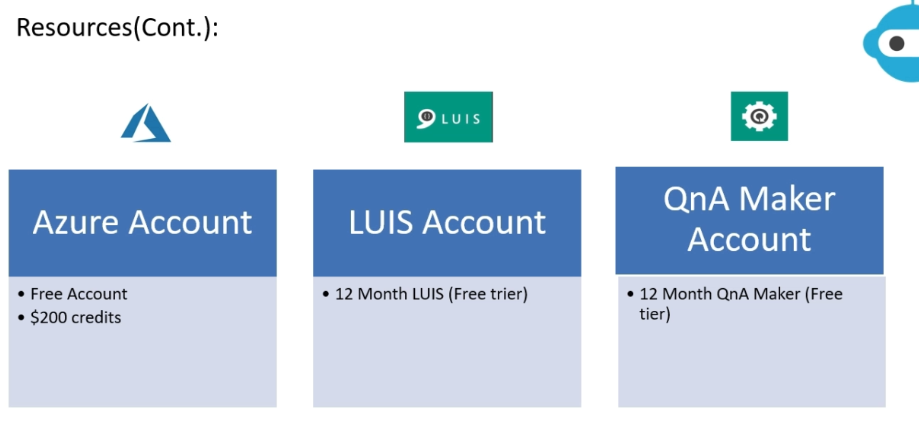 Resources(Cont.):
LUIS
Azure Account
• Free Account
• $200 credits
LUIS Account
• 12 Month LUIS (Free trier)
QnA Maker
Account
• 12 Month QnA Maker (Free
tier)